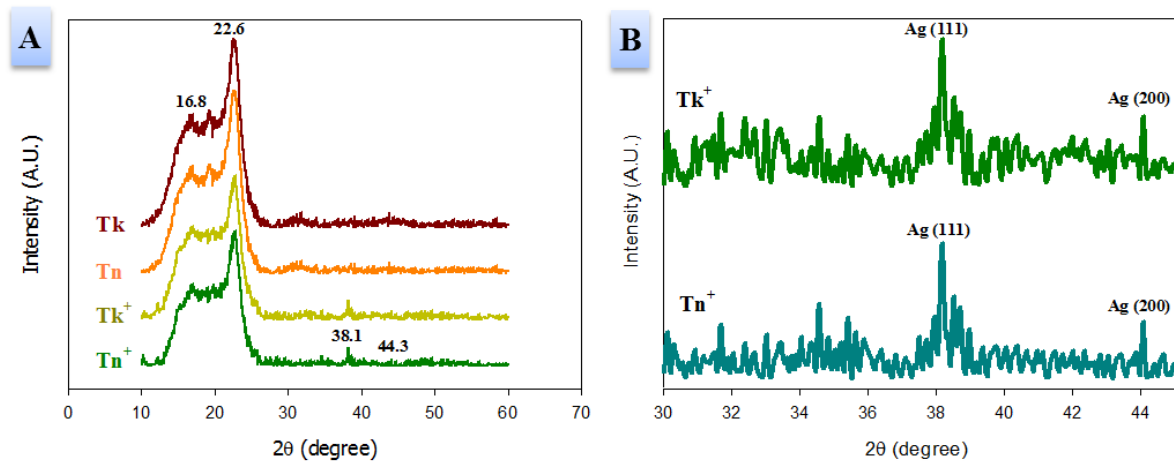 A
22.6
16.8
Tk
Tn
Tk⁺
Tn⁺
38.1
44.3
Intensity (A.U.)
0 10 20 30 40 50 60 70
2θ (degree)
B
Ag (111)
Tk⁺
Ag (200)
Ag (111)
Tn⁺
Ag (200)
Intensity (A.U.)
30 32 34 36 38 40 42 44
2θ (degree)